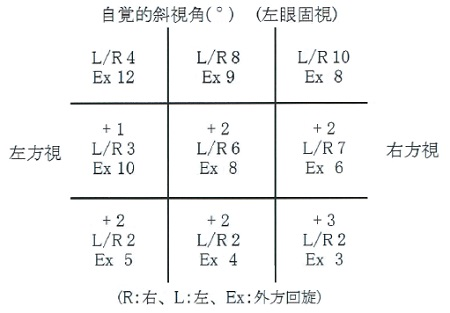 自覚的斜視角(°) (左眼固視)
L/R 4 L/R 8 L/R 10
Ex 12 Ex 9 Ex 8
+1 +2 +2
左方視 L/R 3 L/R 6 L/R 7 右方視
Ex 10 Ex 8 Ex 6
+2 +2 +3
L/R 2 L/R 2 L/R 2
Ex 5 Ex 4 Ex 3
(R:右、L:左、Ex:外方回旋)